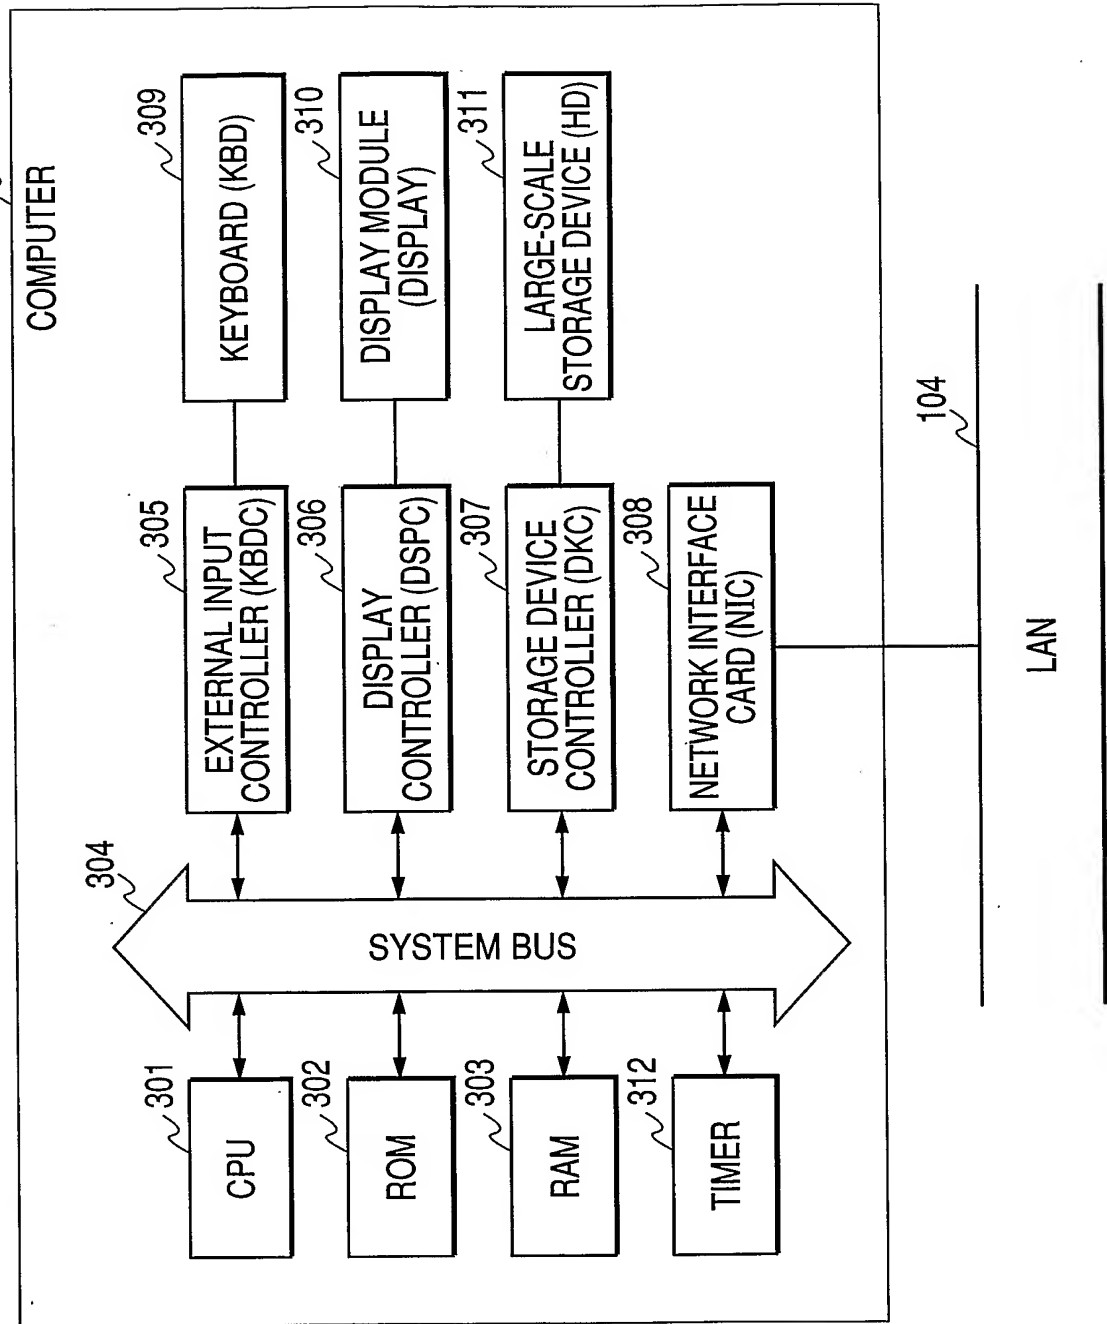 COMPUTER
301
CPU
302
ROM
303
RAM
312
TIMER
304
SYSTEM BUS
305
EXTERNAL INPUT
CONTROLLER (KBDC)
306
DISPLAY
CONTROLLER (DSPC)
307
STORAGE DEVICE
CONTROLLER (DKC)
308
NETWORK INTERFACE
CARD (NIC)
309
KEYBOARD (KBD)
310
DISPLAY MODULE
(DISPLAY)
311
LARGE-SCALE
STORAGE DEVICE (HD)
104
LAN